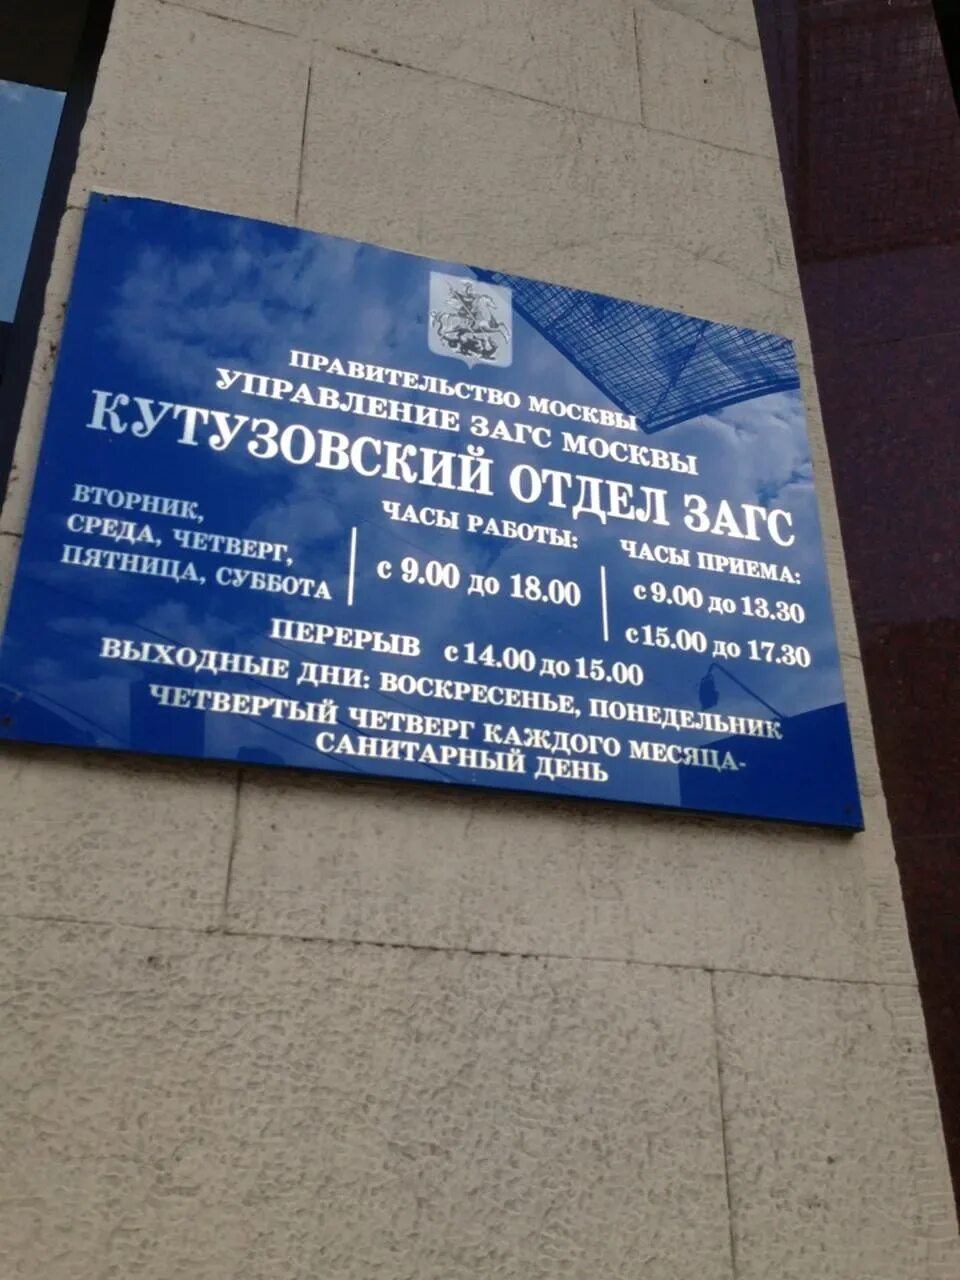 ПРАВИТЕЛЬСТВО МОСКВЫ
УПРАВЛЕНИЕ ЗАГС МОСКВЫ
КУТУЗОВСКИЙ ОТДЕЛ ЗАГС
ВТОРНИК,
СРЕДА, ЧЕТВЕРГ,
ПЯТНИЦА, СУББОТА
ЧАСЫ РАБОТЫ:
с 9.00 до 18.00
ЧАСЫ ПРИЕМА:
с 9.00 до 13.30
с 15.00 до 17.30
ПЕРЕРЫВ с 14.00 до 15.00
ВЫХОДНЫЕ ДНИ: ВОСКРЕСЕНЬЕ, ПОНЕДЕЛЬНИК
ЧЕТВЕРТЫЙ ЧЕТВЕРГ КАЖДОГО МЕСЯЦА-
САНИТАРНЫЙ ДЕНЬ